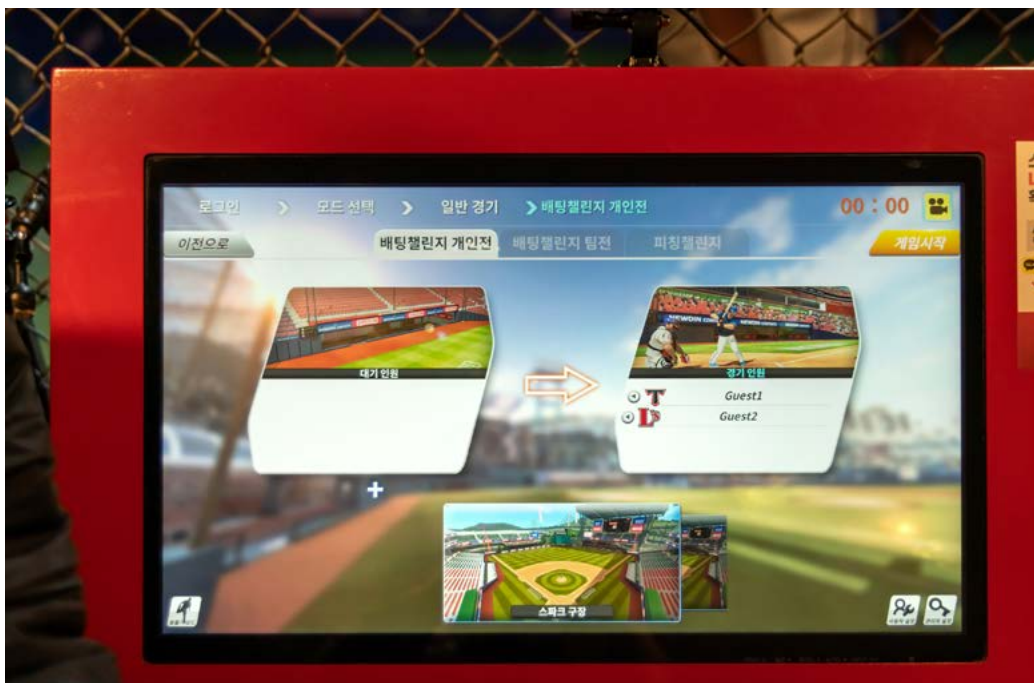 로그인 > 모드 선택 > 일반 경기 > 배팅챌린지 개인전 00 : 00
이전으로 배팅챌린지 개인전 배팅챌린지 팀전 피칭챌린지 게임시작
대기 인원
NEWDIN
경기 인원
T Guest1
Guest2
스파크 구장